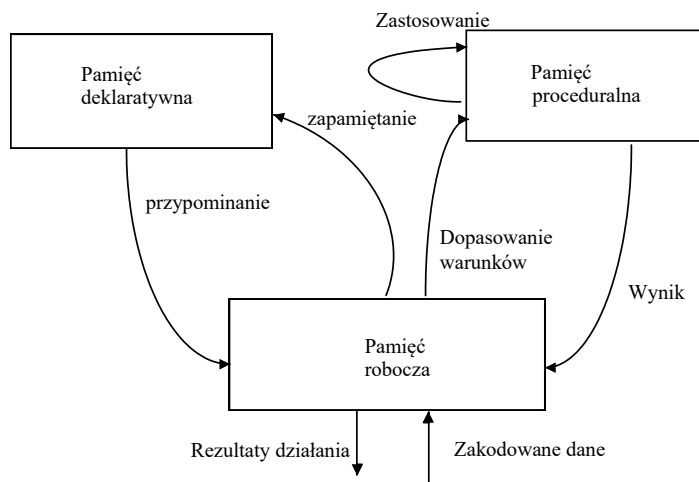 Zastosowanie
Pamięć
deklaratywna
Pamięć
proceduralna
zapamiętanie
przypominanie
Dopasowanie
warunków
Wynik
Pamięć
robocza
Rezultaty działania
Zakodowane dane